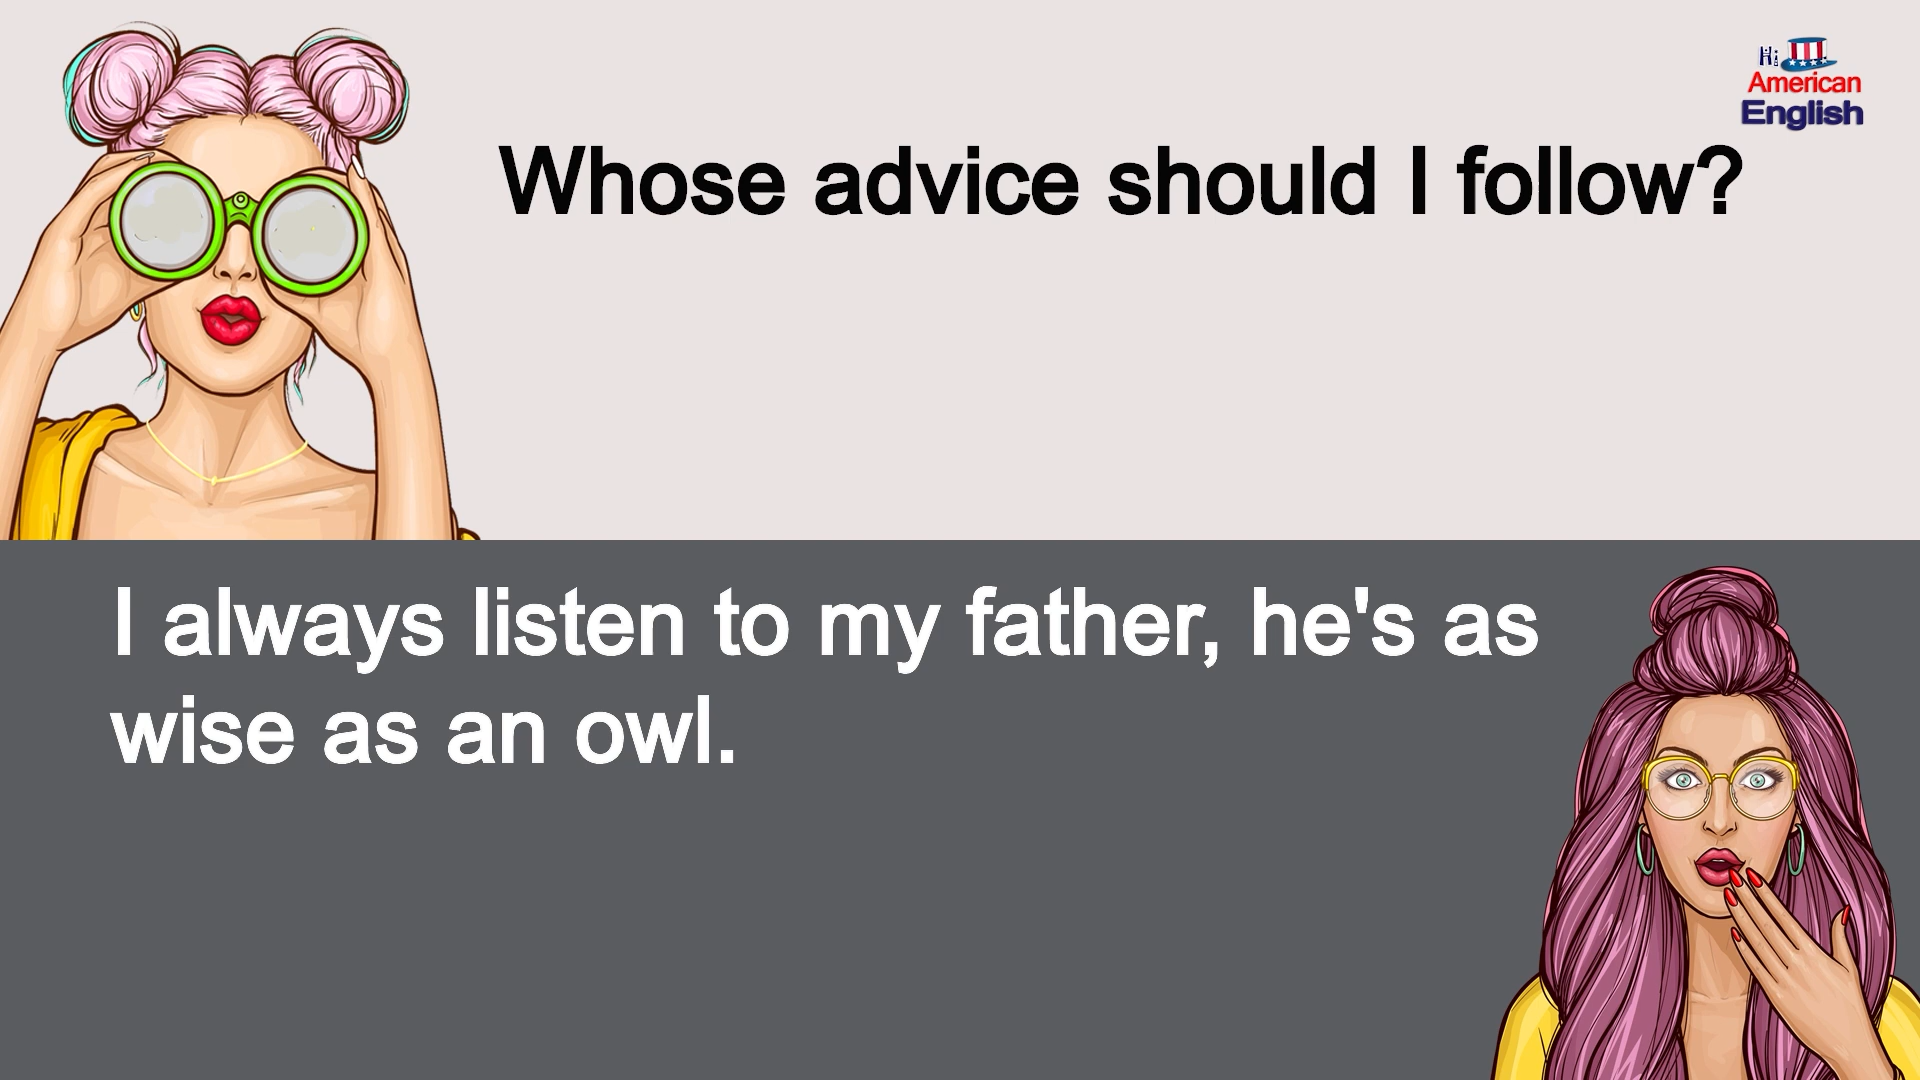 Hi
American
English
Whose advice should I follow?
I always listen to my father, he's as
wise as an owl.